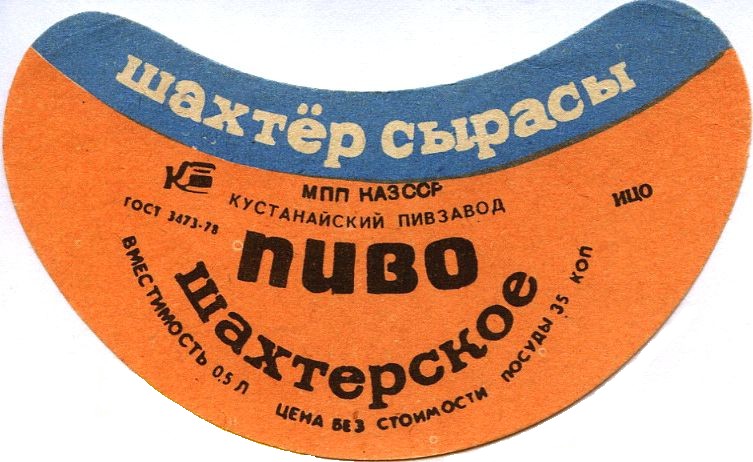 шахтёр сырасы
МПП КАЗССР
КУСТАНАЙСКИЙ ПИВЗАВОД
ИЦО
ГОСТ 3473-78
пиво
шахтерское
ВМЕСТИМОСТЬ 0,5 Л
ЦЕНА БЕЗ СТОИМОСТИ ПОСУДЫ 35 КОП